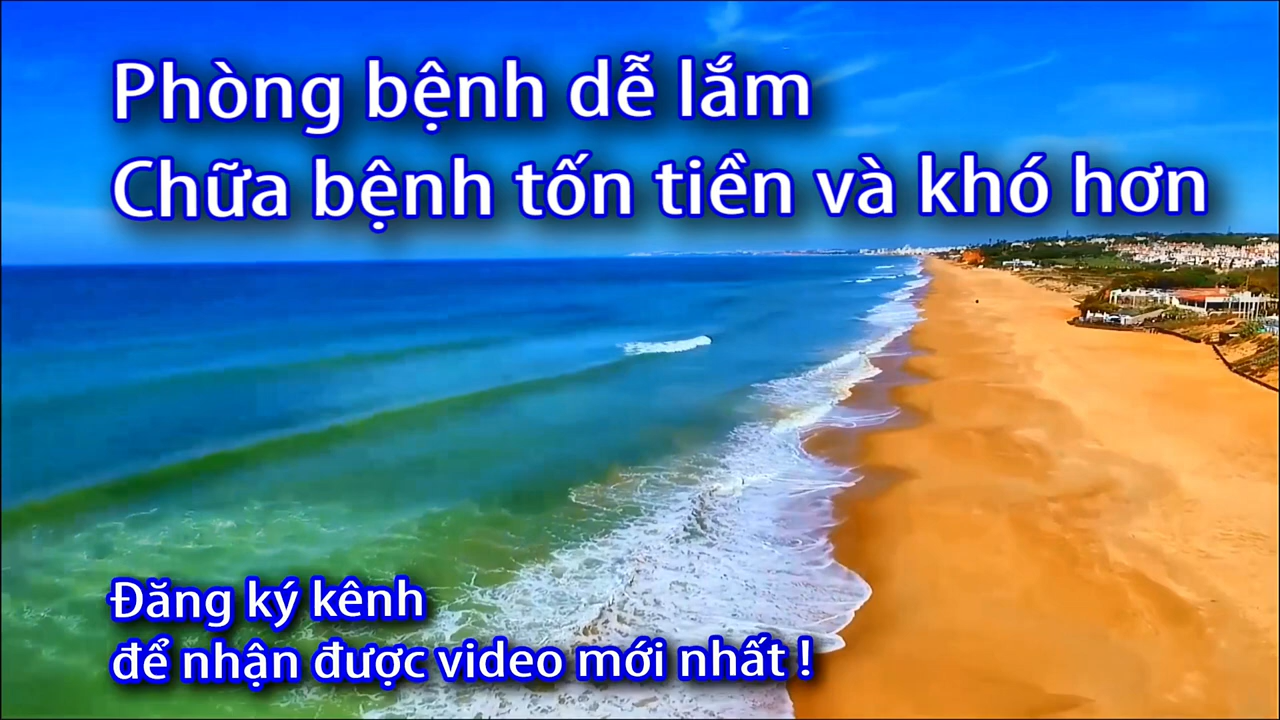 Phòng bệnh dễ lắm
Chữa bệnh tốn tiền và khó hơn
Đăng ký kênh
để nhận được video mới nhất !